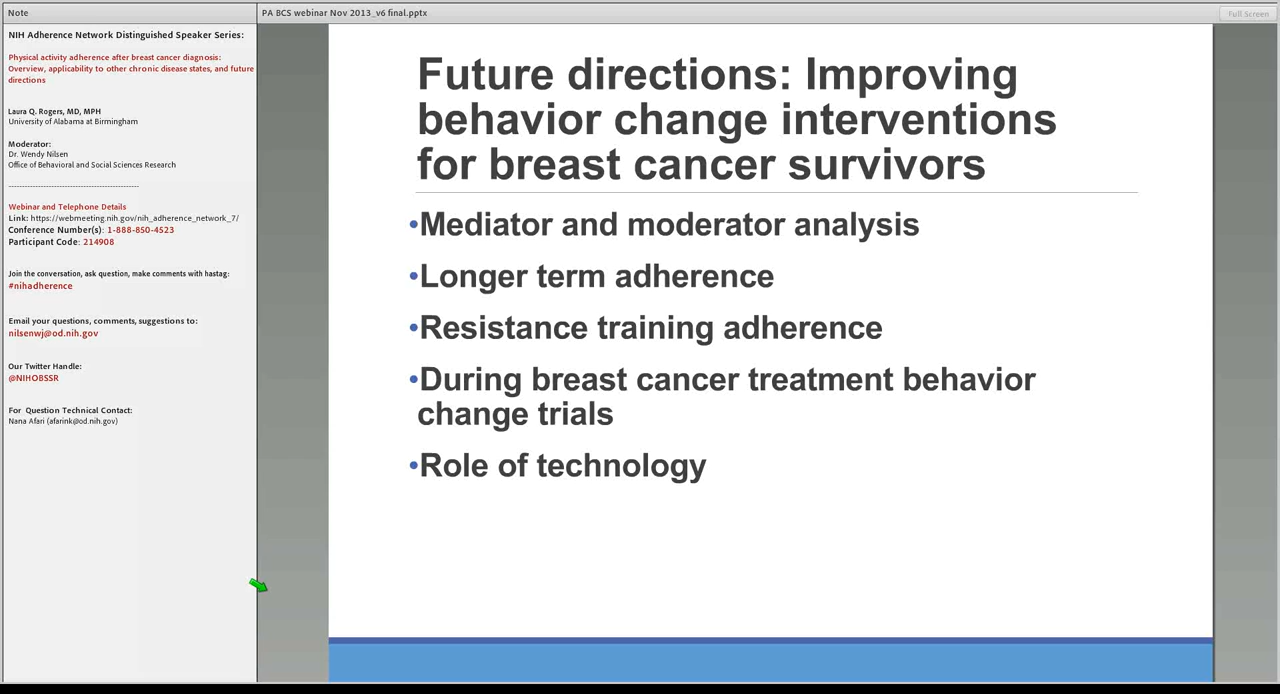 Note
NIH Adherence Network Distinguished Speaker Series:
Physical activity adherence after breast cancer diagnosis:
Overview, applicability to other chronic disease states, and future
directions
Laura Q. Rogers, MD, MPH
University of Alabama at Birmingham
Moderator:
Dr. Wendy Nilsen
Office of Behavioral and Social Sciences Research
------------------------------------------------
Webinar and Telephone Details
Link: https://webmeeting.nih.gov/nih_adherence_network_7/
Conference Number(s): 1-888-850-4523
Participant Code: 214908
Join the conversation, ask question, make comments with hastag:
#nihadherence
Email your questions, comments, suggestions to:
nilsenwj@od.nih.gov
Our Twitter Handle:
@NIHOBSSR
For Question Technical Contact:
Nana Afari (afarink@od.nih.gov)
PA BCS webinar Nov 2013_v6 final.pptx
Full Screen
Future directions: Improving
behavior change interventions
for breast cancer survivors
•Mediator and moderator analysis
•Longer term adherence
•Resistance training adherence
•During breast cancer treatment behavior
change trials
•Role of technology